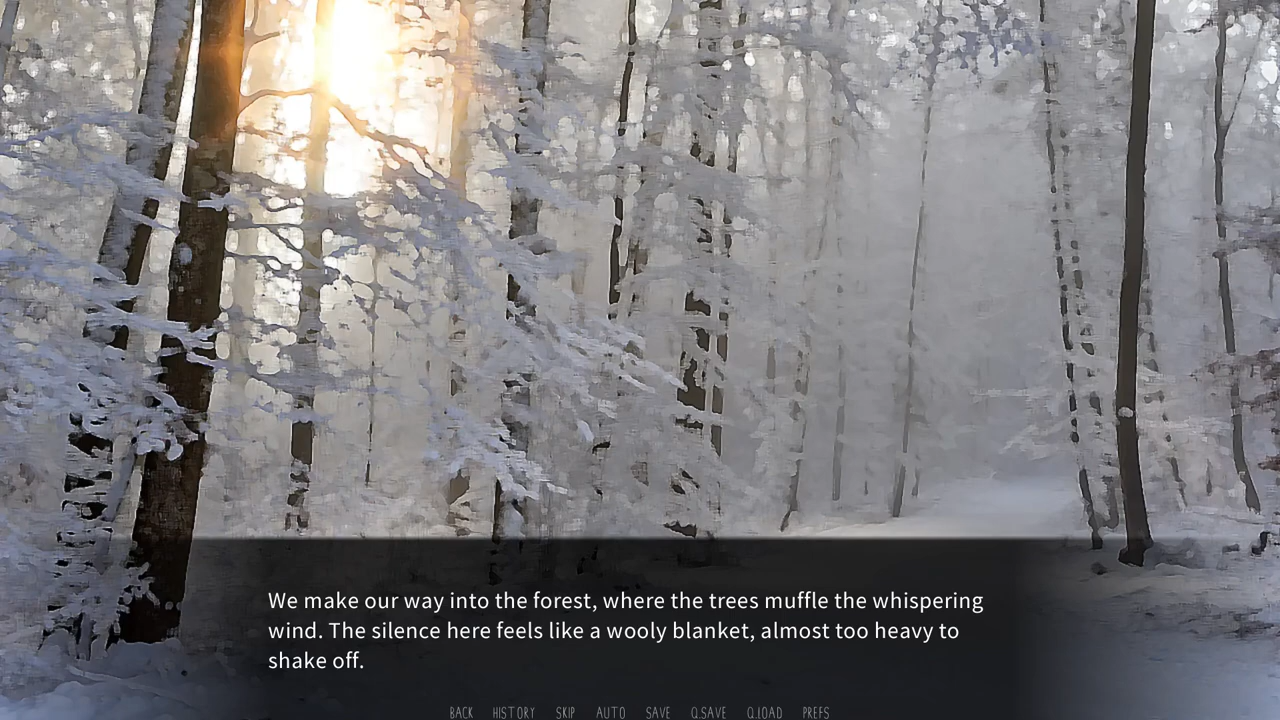 We make our way into the forest, where the trees muffle the whispering
wind. The silence here feels like a wooly blanket, almost too heavy to
shake off.
BACK HISTORY SKIP AUTO SAVE Q.SAVE Q.LOAD PREFS